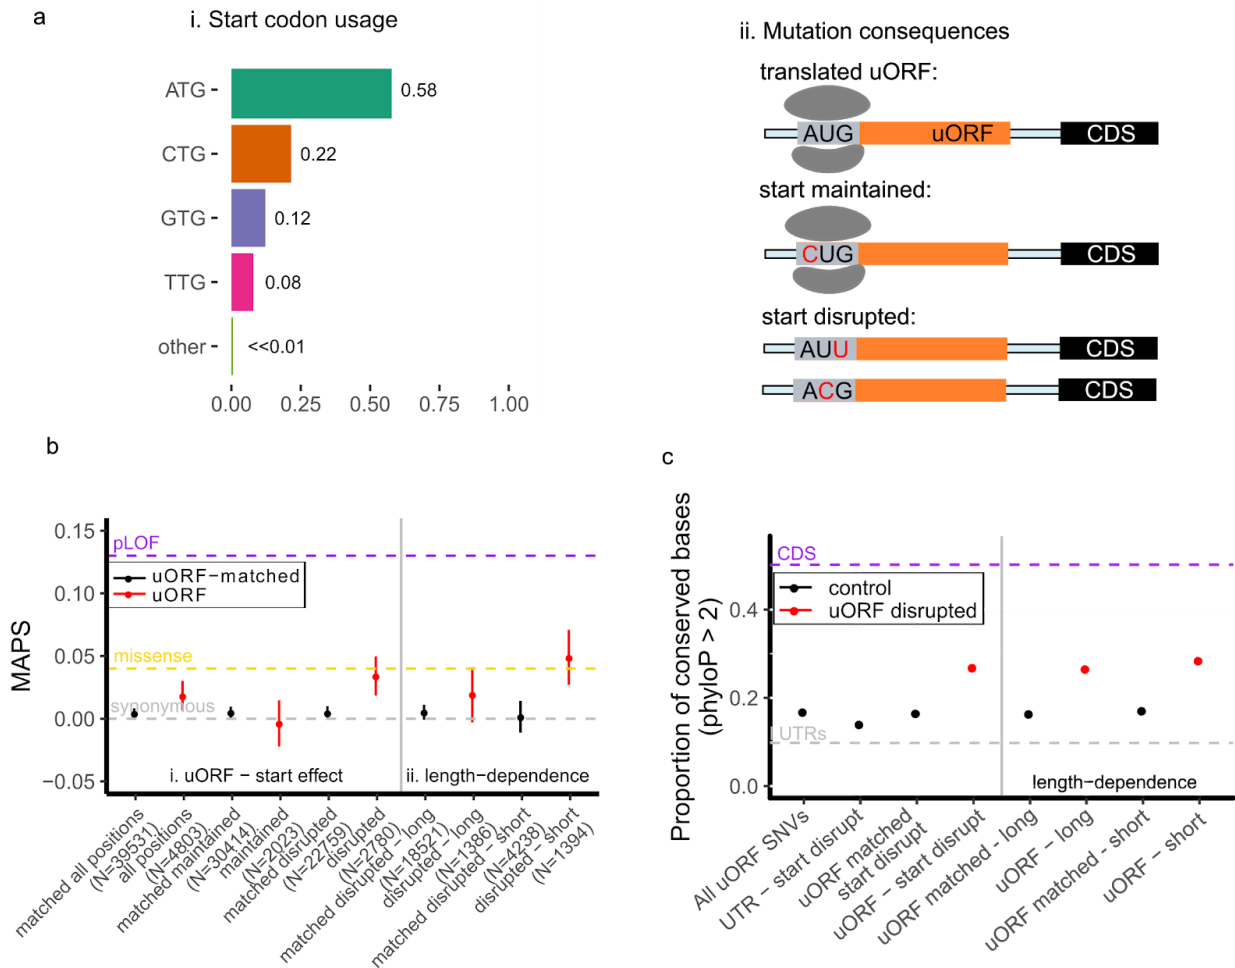 a
i. Start codon usage
ATG
0.58
CTG
0.22
GTG
0.12
TTG
0.08
other
<<0.01
0.00 0.25 0.50 0.75 1.00
ii. Mutation consequences
translated uORF:
AUG uORF CDS
start maintained:
CUG CDS
start disrupted:
AUU CDS
ACG CDS
b
MAPS
0.15
0.10
0.05
0.00
−0.05
pLOF
uORF−matched
uORF
missense
synonymous
i. uORF − start effect
ii. length−dependence
matched all positions
(N=39531)
all postions
(N=4803)
matched maintained
(N=30414)
maintained
(N=2023)
matched disrupted
(N=22759)
disrupted
(N=2780)
matched disrupted − long
(N=18521)
disrupted − long
(N=1386)
matched disrupted − short
(N=4238)
disrupted − short
(N=1394)
c
Proportion of conserved bases
(phyloP > 2)
0.4
0.2
0.0
CDS
control
uORF disrupted
UTRs
length−dependence
All uORF SNVs
UTR − start disrupt
uORF matched
start disrupt
uORF − start disrupt
uORF matched - long
uORF − long
uORF matched - short
uORF − short